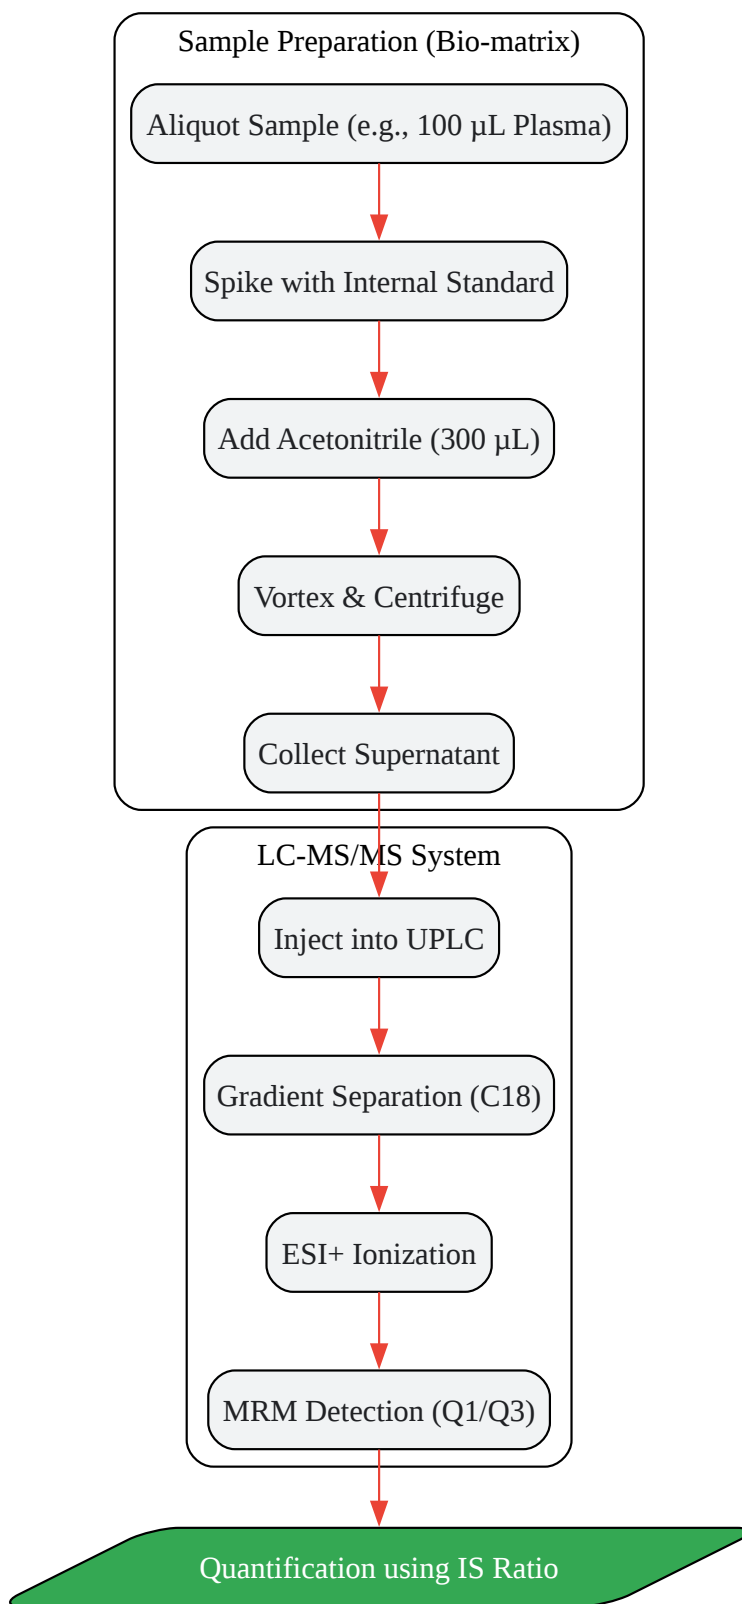 Sample Preparation (Bio-matrix)
Aliquot Sample (e.g., 100 µL Plasma)
Spike with Internal Standard
Add Acetonitrile (300 µL)
Vortex & Centrifuge
Collect Supernatant
LC-MS/MS System
Inject into UPLC
Gradient Separation (C18)
ESI+ Ionization
MRM Detection (Q1/Q3)
Quantification using IS Ratio